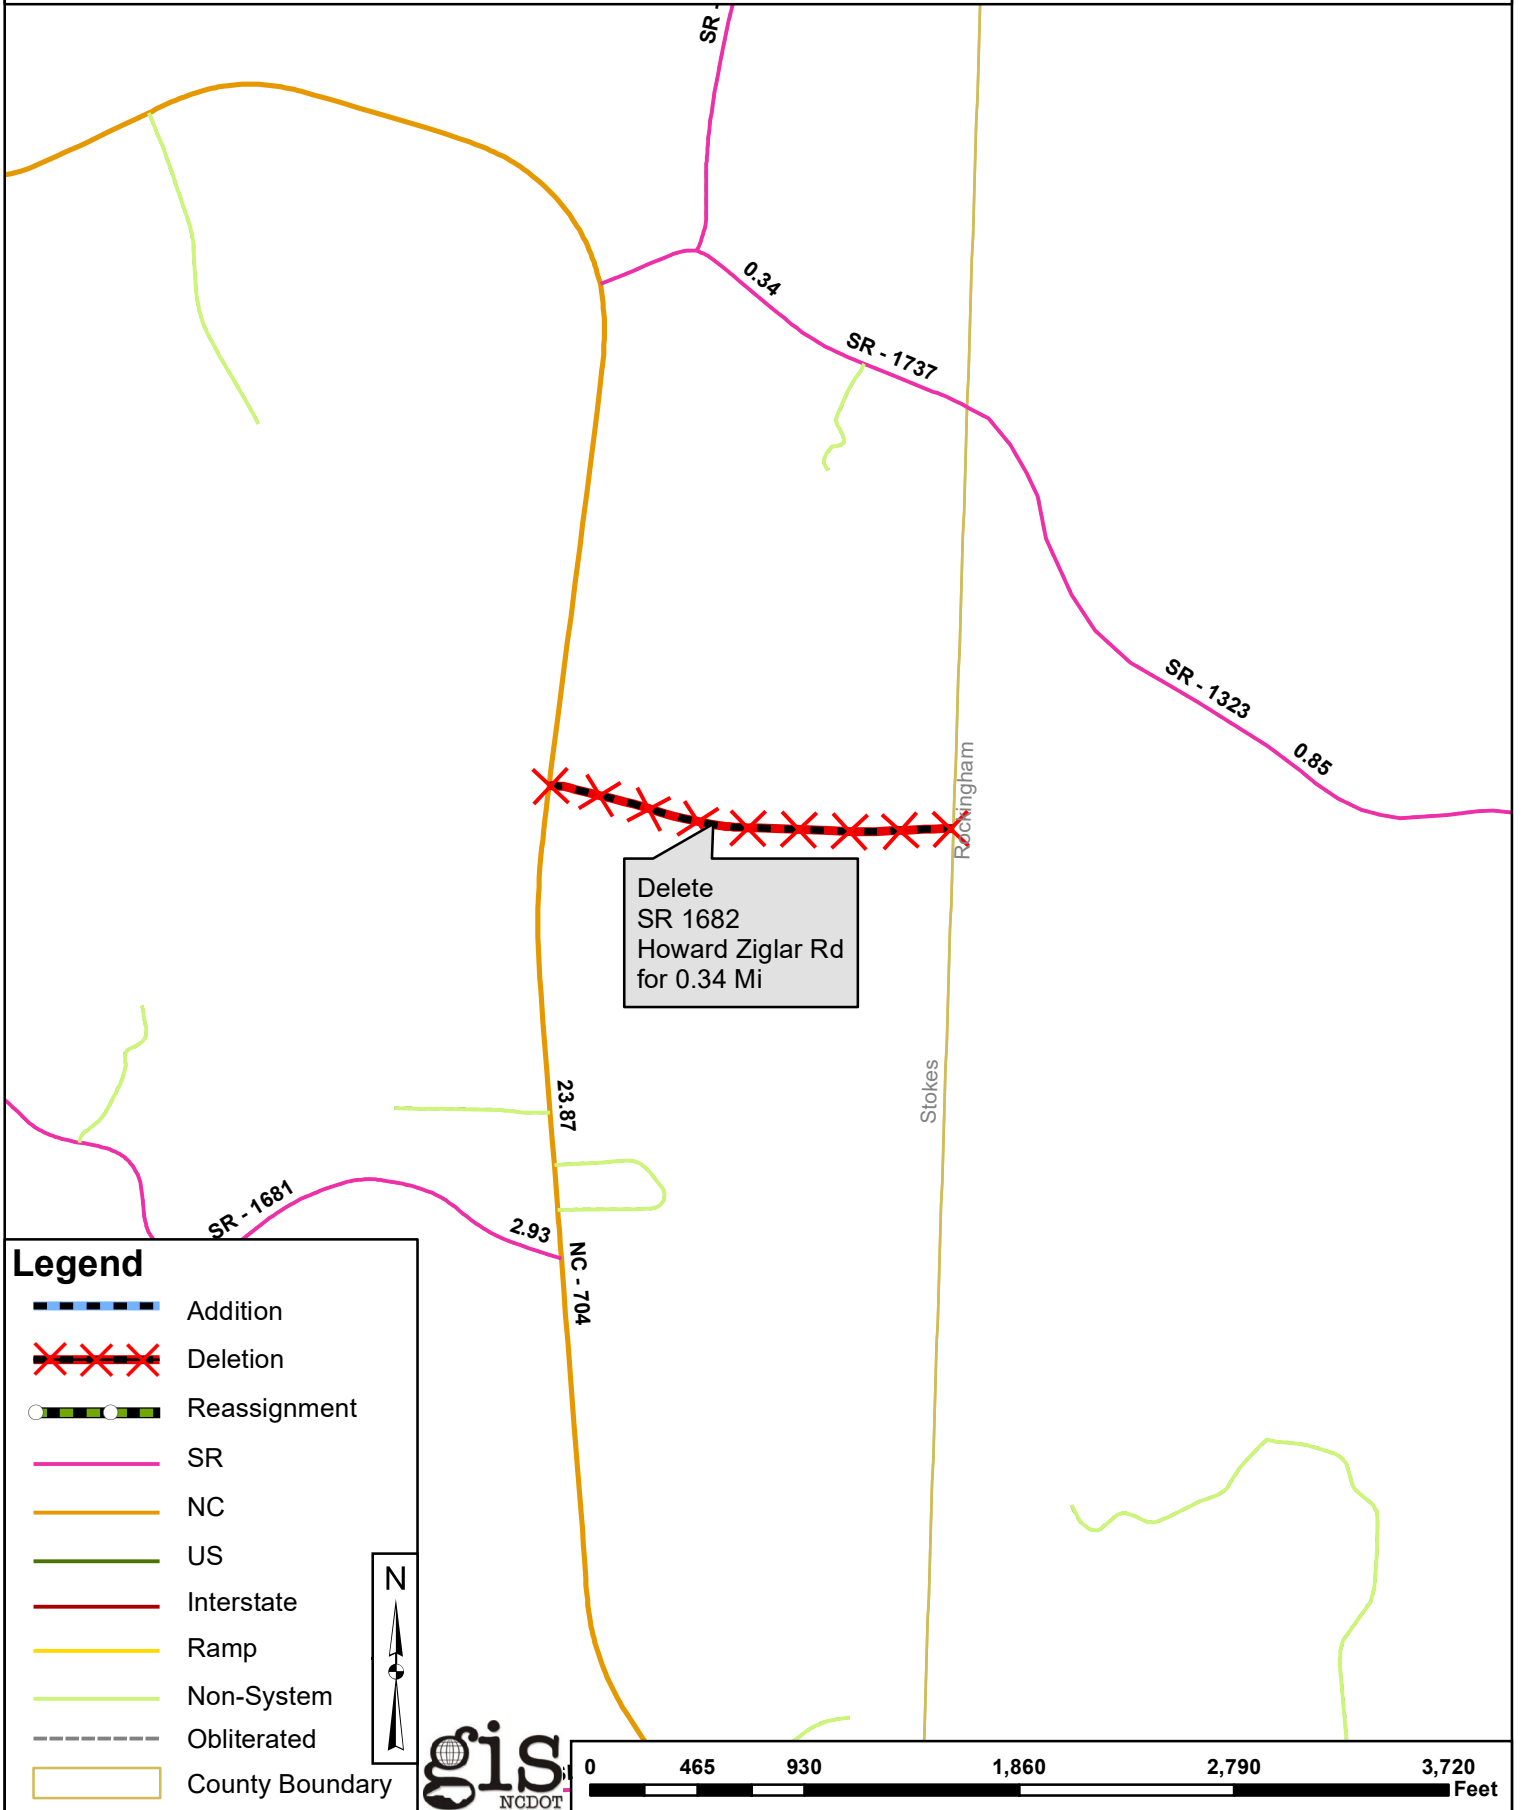 SR -
0.34
SR - 1737
SR - 1323
0.85
Rockingham
Delete
SR 1682
Howard Ziglar Rd
for 0.34 Mi
Stokes
23.87
SR - 1681
2.93
NC - 704
Legend
Addition
Deletion
Reassignment
SR
NC
US
Interstate
Ramp
Non-System
Obliterated
County Boundary
N
gis
NCDOT
0 465 930 1,860 2,790 3,720
Feet